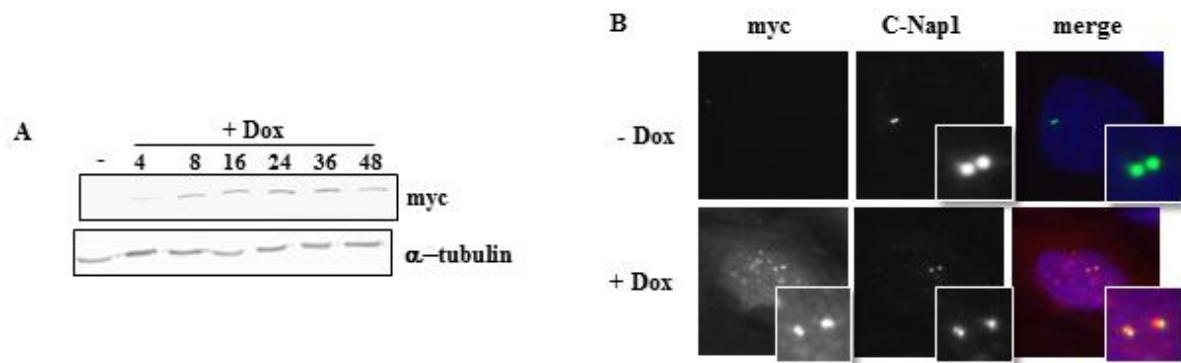 A
+ Dox
- 4 8 16 24 36 48
myc
α–tubulin
B
myc C-Nap1 merge
- Dox
+ Dox